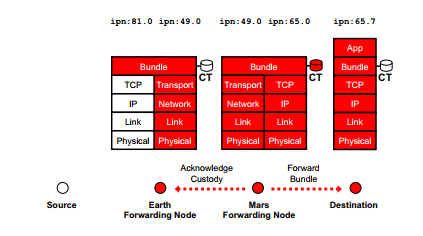 ipn:81.0 ipn:49.0 ipn:49.0 ipn:65.0 ipn:65.7
App
Bundle Bundle Bundle
CT CT CT
TCP Transport Transport TCP TCP
IP Network Network IP IP
Link Link Link Link Link
Physical Physical Physical Physical Physical
Acknowledge Forward
Custody Bundle
Source Earth Mars Destination
Forwarding Node Forwarding Node